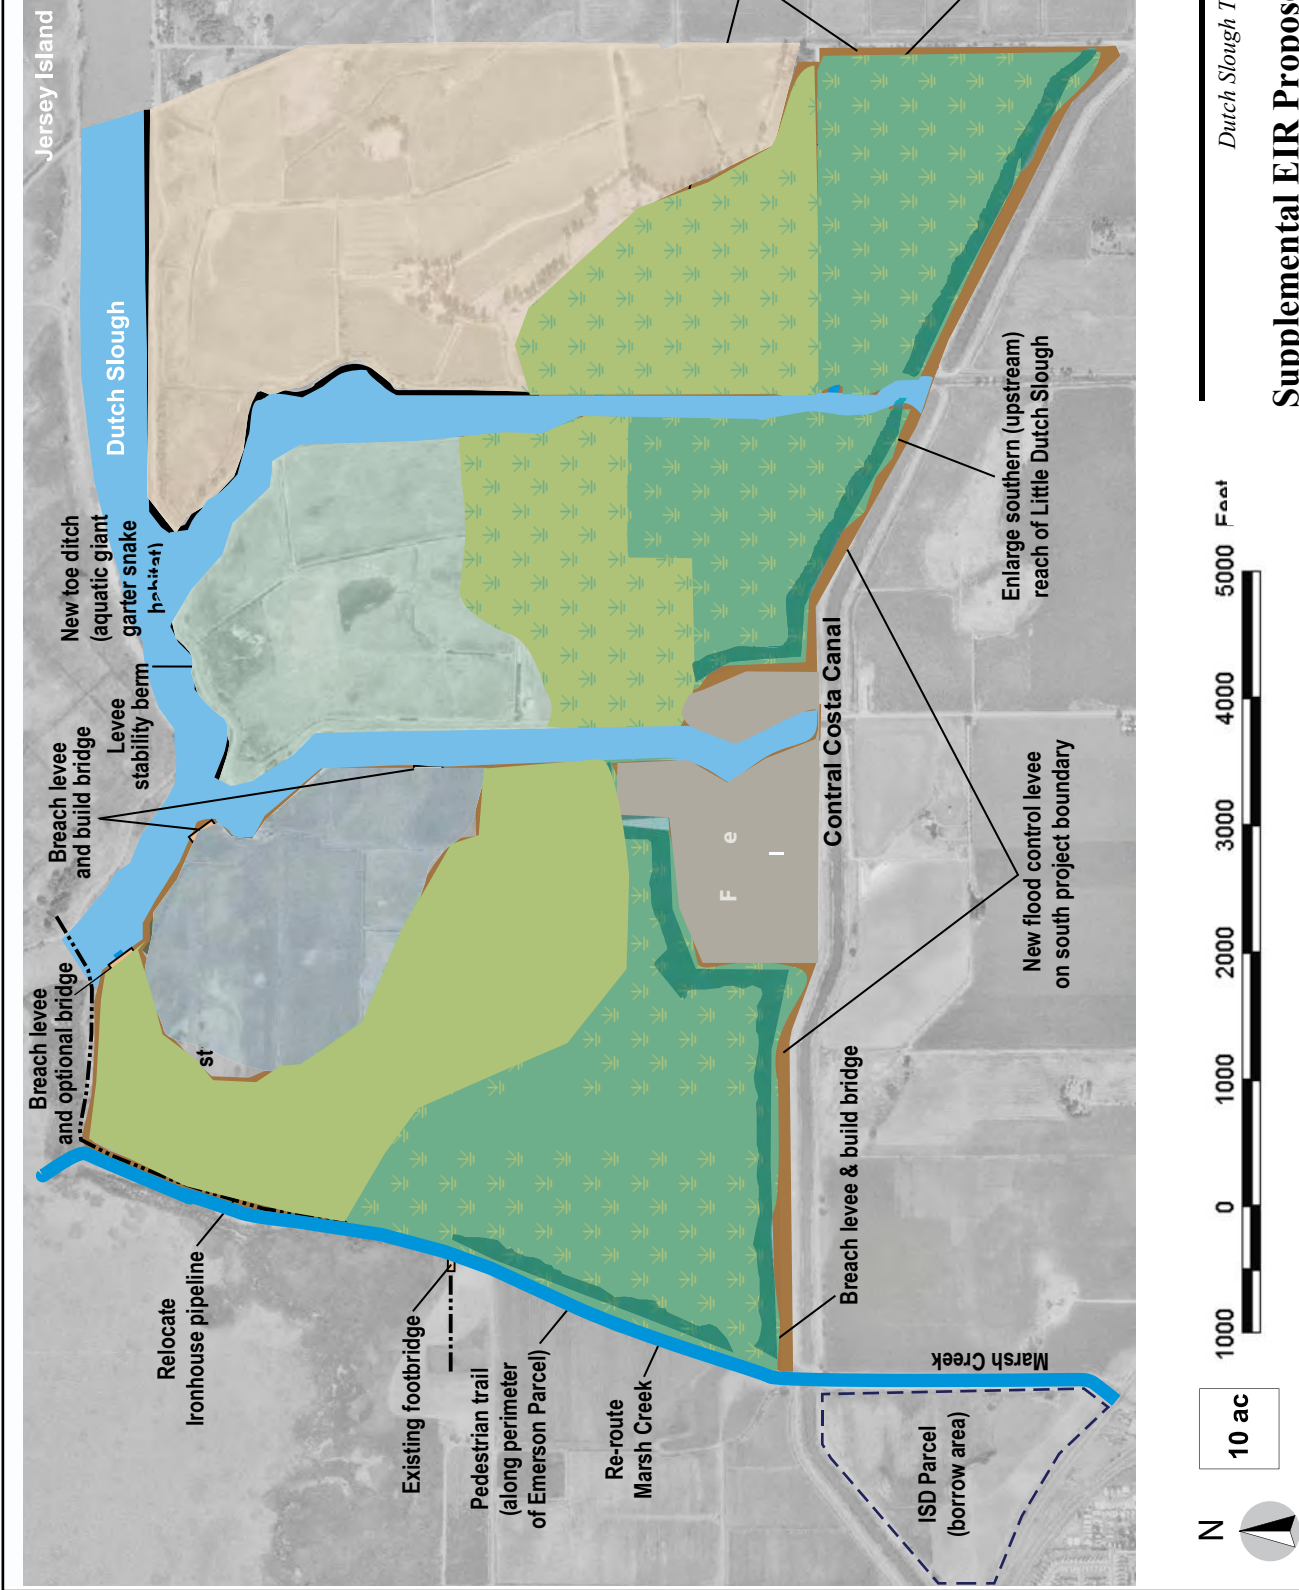 Jersey Island
Dutch Slough
New toe ditch
(aquatic giant
garter snake
habitat)
Levee
stability berm
Breach levee
and build bridge
Breach levee
and optional bridge
st
Relocate
Ironhouse pipeline
Existing footbridge
Pedestrian trail
(along perimeter
of Emerson Parcel)
Re-route
Marsh Creek
F e
l
Contral Costa Canal
Enlarge southern (upstream)
reach of Little Dutch Slough
New flood control levee
on south project boundary
Breach levee & build bridge
Marsh Creek
ISD Parcel
(borrow area)
N
10 ac
1000 0 1000 2000 3000 4000 5000 Feet
Dutch Slough T
Supplemental EIR Propose